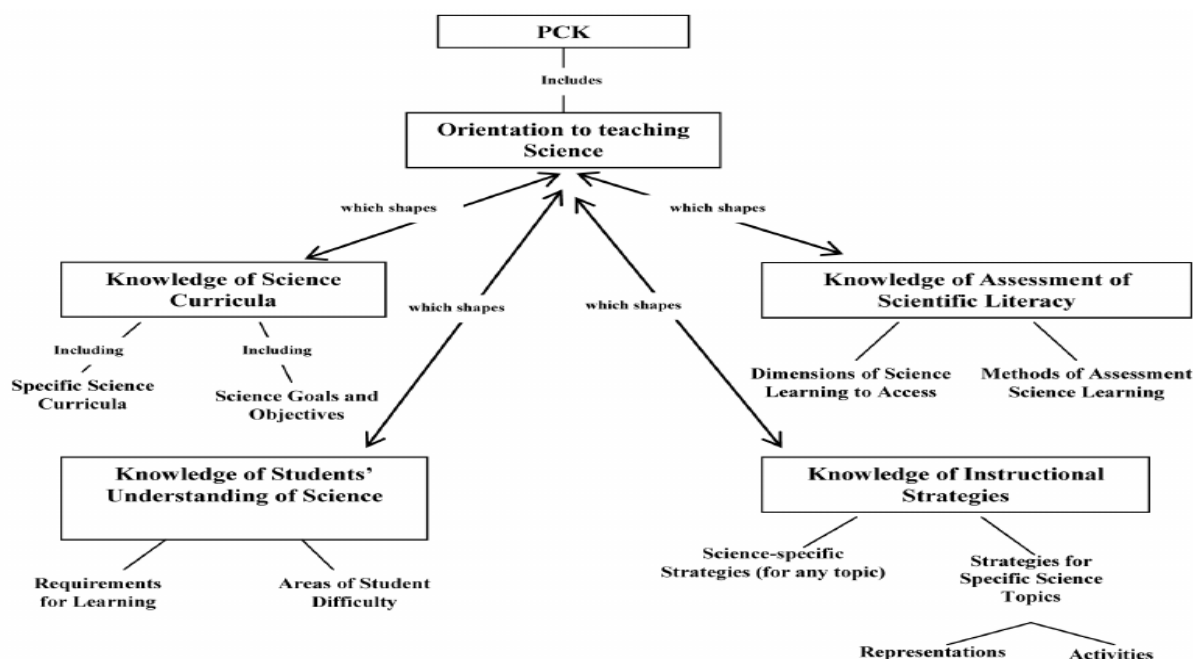 PCK
Includes
Orientation to teaching
Science
which shapes
which shapes
Knowledge of Science
Curricula
Knowledge of Assessment of
Scientific Literacy
which shapes
which shapes
Including
Including
Specific Science
Curricula
Science Goals and
Objectives
Dimensions of Science
Learning to Access
Methods of Assessment
Science Learning
Knowledge of Students’
Understanding of Science
Knowledge of Instructional
Strategies
Requirements
for Learning
Areas of Student
Difficulty
Science-specific
Strategies (for any topic)
Strategies for
Specific Science
Topics
Representations
Activities